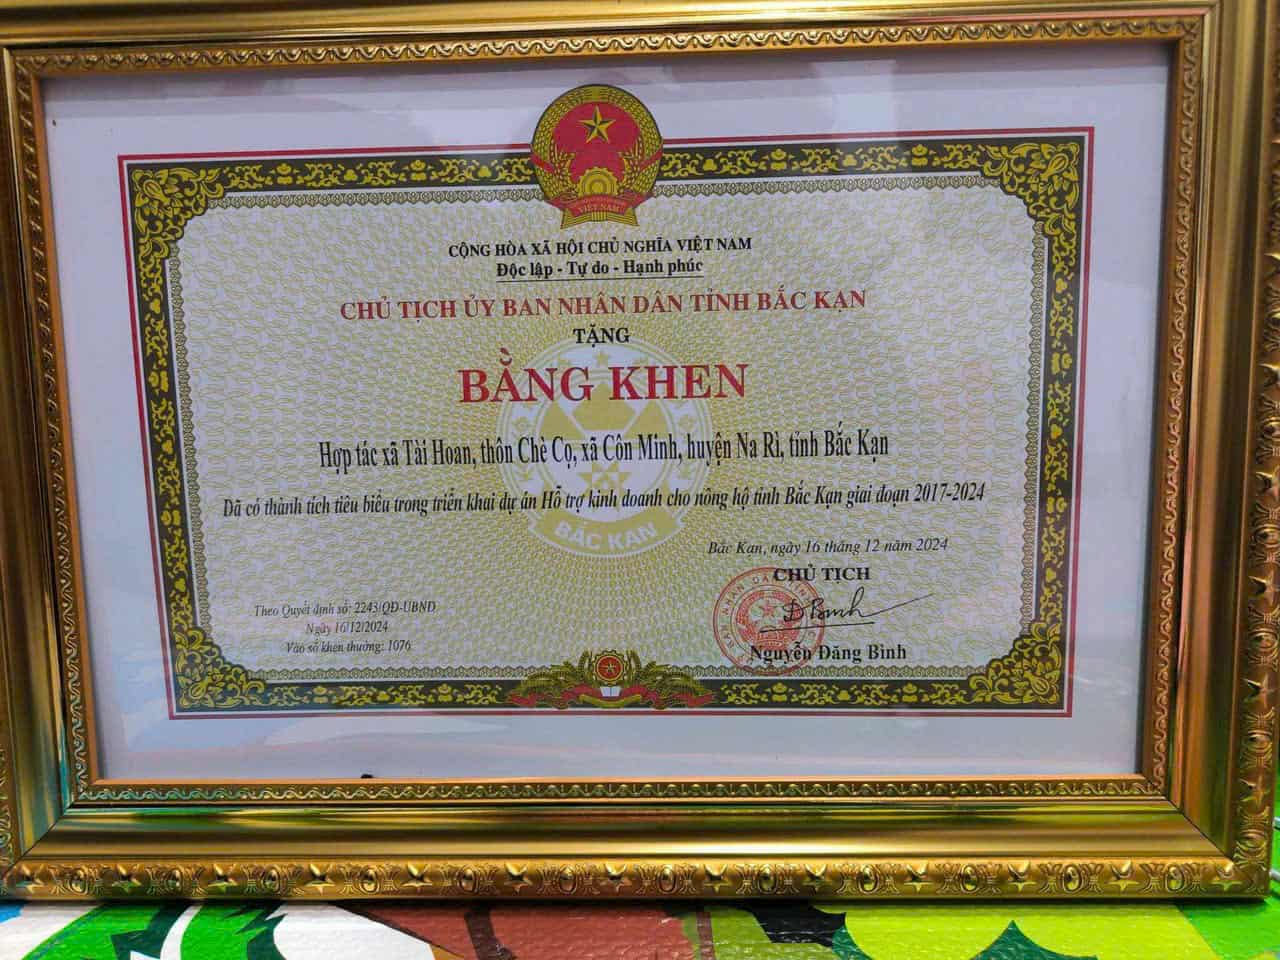 VIỆT NAM
CỘNG HÒA XÃ HỘI CHỦ NGHĨA VIỆT NAM
Độc lập - Tự do - Hạnh phúc
CHỦ TỊCH ỦY BAN NHÂN DÂN TỈNH BẮC KẠN
TẶNG
BẰNG KHEN
Hợp tác xã Tài Hoan, thôn Chè Cọ, xã Côn Minh, huyện Na Rì, tỉnh Bắc Kạn
Đã có thành tích tiêu biểu trong triển khai dự án Hỗ trợ kinh doanh cho nông hộ tỉnh Bắc Kạn giai đoạn 2017-2024
BẮC KẠN
Bắc Kạn, ngày 16 tháng 12 năm 2024
CHỦ TỊCH
Nguyễn Đăng Bình
Theo Quyết định số: 2243/QĐ-UBND
Ngày 16/12/2024
Vào sổ khen thưởng: 1076